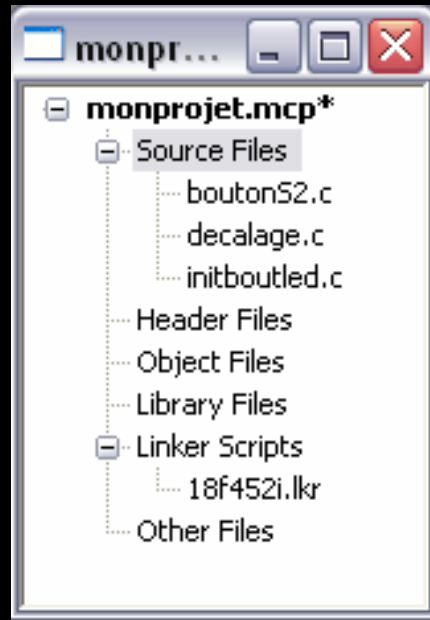 monpr...
monprojet.mcp*
Source Files
boutonS2.c
decalage.c
initboutled.c
Header Files
Object Files
Library Files
Linker Scripts
18f452i.lkr
Other Files